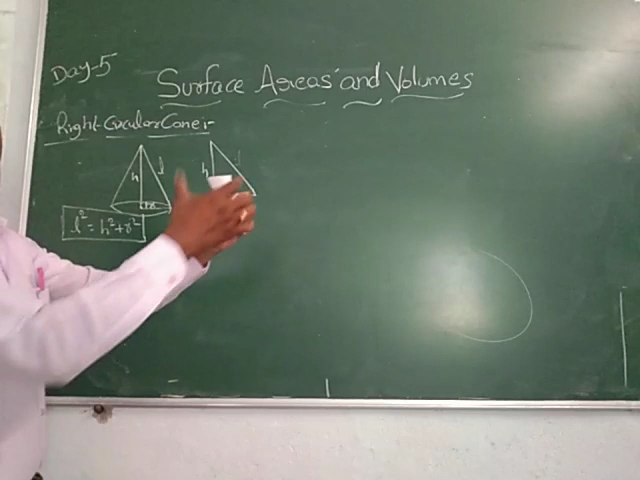 Day-5
Surface Areas and Volumes
Right Circular Cone:-
h l
h l
r
l² = h² + r²